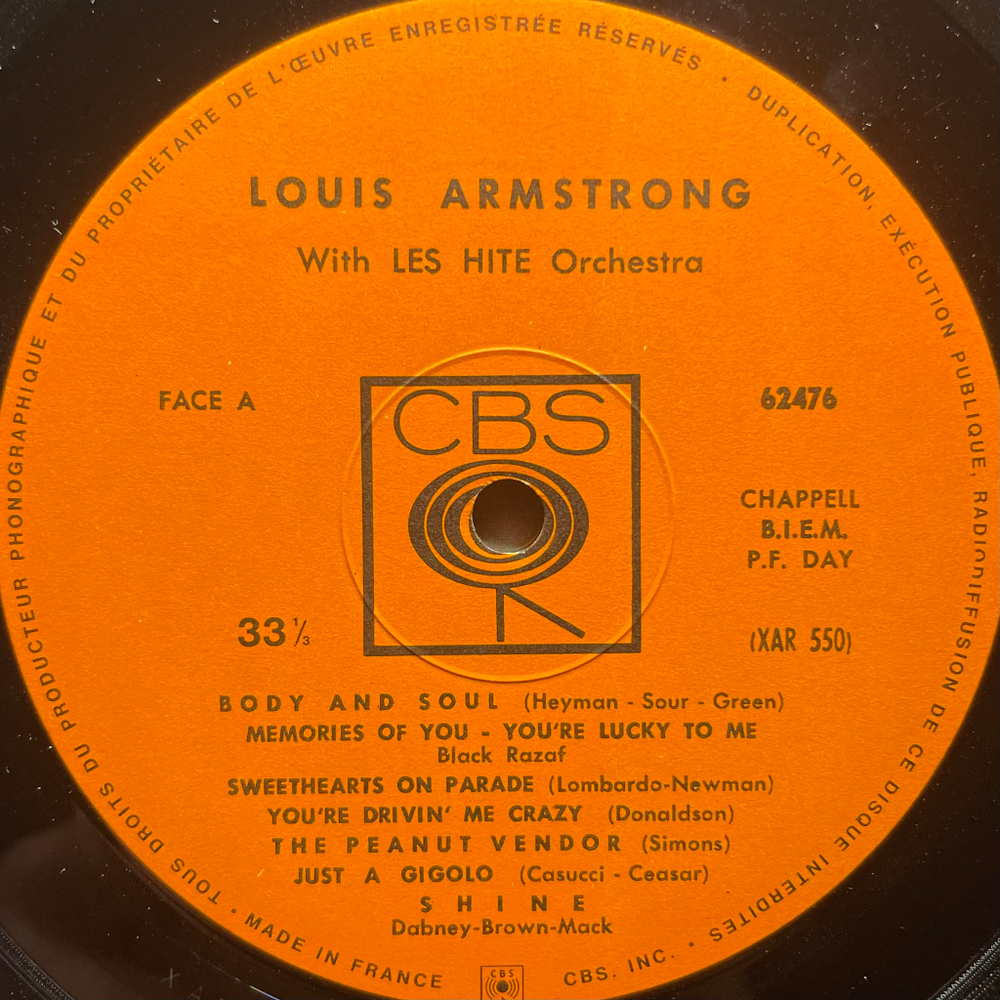 TOUS DROITS DU PRODUCTEUR PHONOGRAPHIQUE ET DU PROPRIÉTAIRE DE L'ŒUVRE ENREGISTRÉE RÉSERVÉS • DUPLICATION, EXÉCUTION PUBLIQUE, RADIODIFFUSION DE CE DISQUE INTERDITES •
LOUIS ARMSTRONG
With LES HITE Orchestra
FACE A
62476
CBS
CHAPPELL
B.I.E.M.
P.F. DAY
33 ⅓
(XAR 550)
BODY AND SOUL (Heyman - Sour - Green)
MEMORIES OF YOU - YOU'RE LUCKY TO ME
Black Razaf
SWEETHEARTS ON PARADE (Lombardo-Newman)
YOU'RE DRIVIN' ME CRAZY (Donaldson)
THE PEANUT VENDOR (Simons)
JUST A GIGOLO (Casucci - Ceasar)
SHINE
Dabney-Brown-Mack
• MADE IN FRANCE
CBS
CBS. INC.